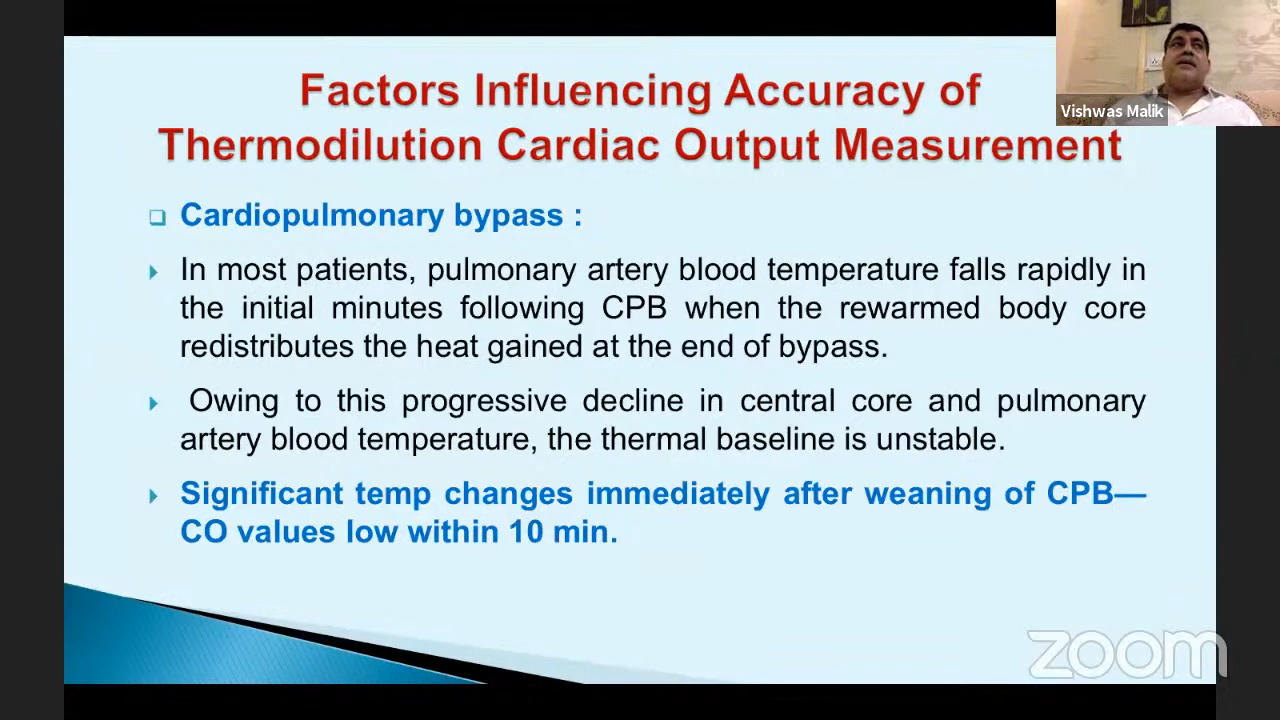 Factors Influencing Accuracy of
Thermodilution Cardiac Output Measurement
Vishwas Malik
Cardiopulmonary bypass :
In most patients, pulmonary artery blood temperature falls rapidly in
the initial minutes following CPB when the rewarmed body core
redistributes the heat gained at the end of bypass.
Owing to this progressive decline in central core and pulmonary
artery blood temperature, the thermal baseline is unstable.
Significant temp changes immediately after weaning of CPB—
CO values low within 10 min.
zoom